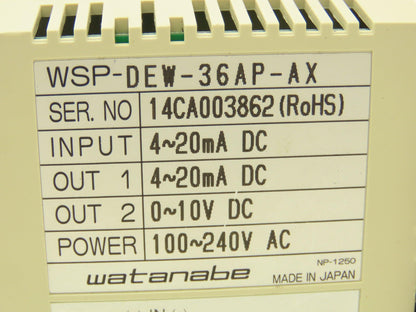 WSP-DEW-36AP-AX
SER. NO 14CA003862(RoHS)
INPUT 4~20mA DC
OUT 1 4~20mA DC
OUT 2 0~10V DC
POWER 100~240V AC
NP-1250
watanabe MADE IN JAPAN